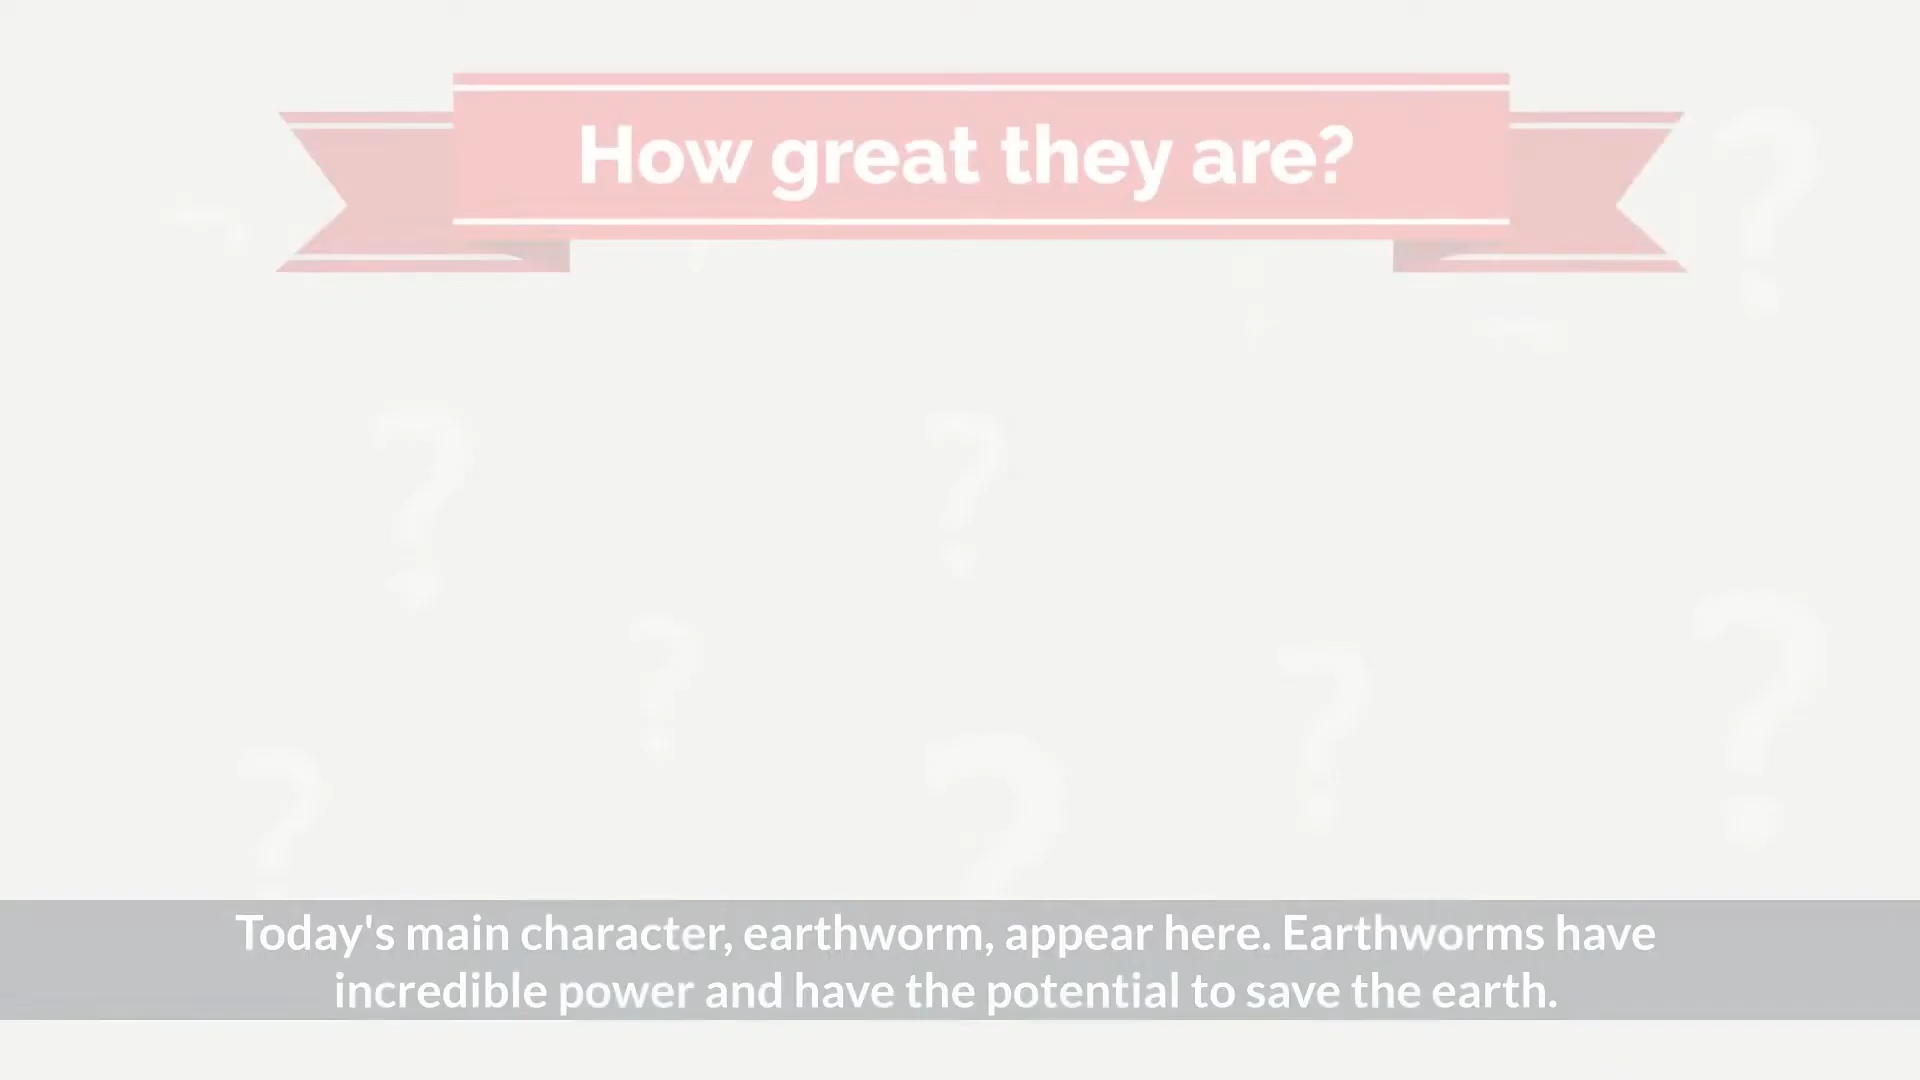 How great they are?
Today's main character, earthworm, appear here. Earthworms have
incredible power and have the potential to save the earth.